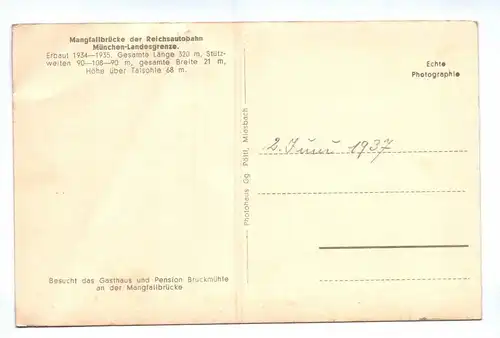 Mangfallbrücke der Reichsautobahn
München-Landesgrenze.
Erbaut 1934—1935. Gesamte Länge 320 m, Stütz-
weiten 90—108—90 m, gesamte Breite 21 m,
Höhe über Talsohle 68 m.
Echte
Photographie
Photohaus Gg. Pöltl, Miesbach
2. Juni 1937
Besucht das Gasthaus und Pension Bruckmühle
an der Mangfallbrücke